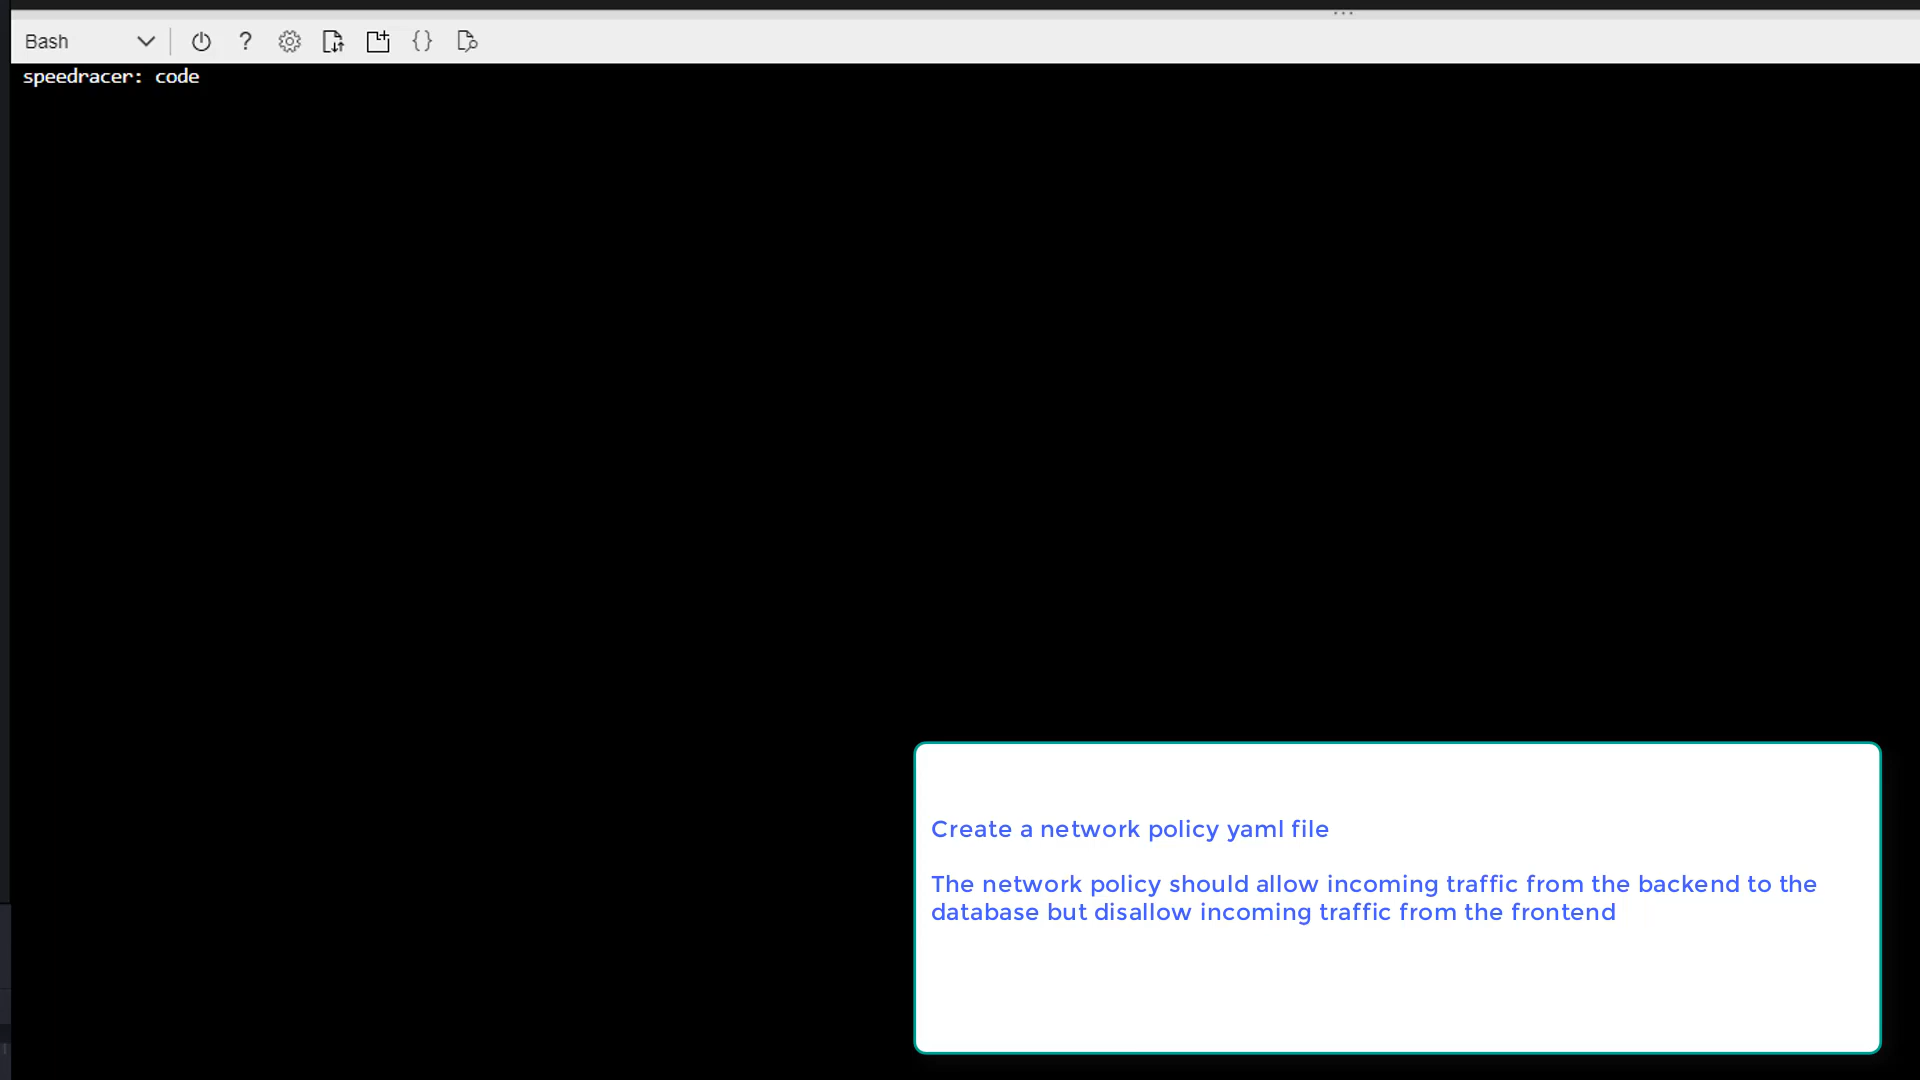 Bash
speedracer: code
Create a network policy yaml file
The network policy should allow incoming traffic from the backend to the
database but disallow incoming traffic from the frontend